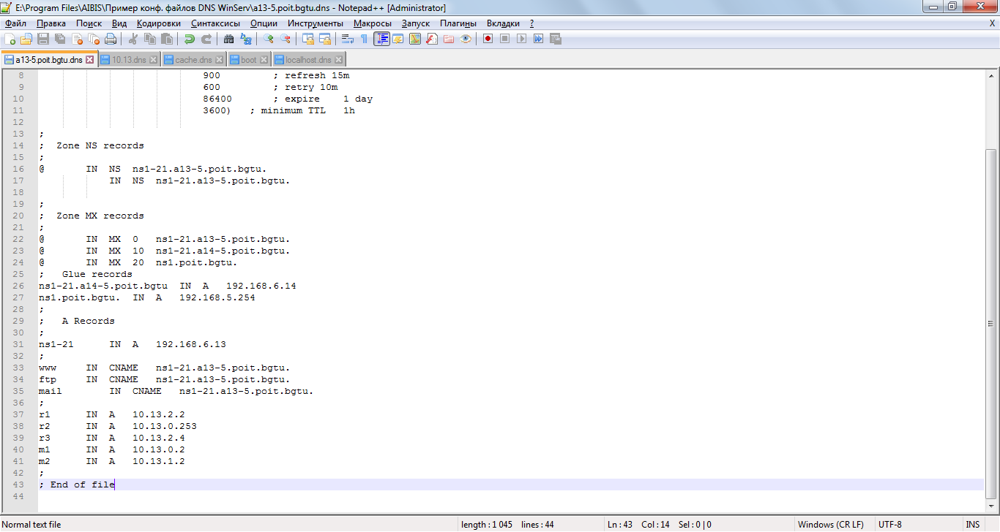 E:\Program Files\AIBIS\Пример конф. файлов DNS WinServ\a13-5.poit.bgtu.dns - Notepad++ [Administrator]
Файл Правка Поиск Вид Кодировки Синтаксисы Опции Инструменты Макросы Запуск Плагины Вкладки ? X
a13-5.poit.bgtu.dns 10.13.dns cache.dns boot localhost.dns
8 900 ; refresh 15m
9 600 ; retry 10m
10 86400 ; expire 1 day
11 3600) ; minimum TTL 1h
12
13 ;
14 ; Zone NS records
15 ;
16 @ IN NS ns1-21.a13-5.poit.bgtu.
17 IN NS ns1-21.a13-5.poit.bgtu.
18
19 ;
20 ; Zone MX records
21 ;
22 @ IN MX 0 ns1-21.a13-5.poit.bgtu.
23 @ IN MX 10 ns1-21.a14-5.poit.bgtu.
24 @ IN MX 20 ns1.poit.bgtu.
25 ; Glue records
26 ns1-21.a14-5.poit.bgtu IN A 192.168.6.14
27 ns1.poit.bgtu. IN A 192.168.5.254
28 ;
29 ; A Records
30 ;
31 ns1-21 IN A 192.168.6.13
32 ;
33 www IN CNAME ns1-21.a13-5.poit.bgtu.
34 ftp IN CNAME ns1-21.a13-5.poit.bgtu.
35 mail IN CNAME ns1-21.a13-5.poit.bgtu.
36 ;
37 r1 IN A 10.13.2.2
38 r2 IN A 10.13.0.253
39 r3 IN A 10.13.2.4
40 m1 IN A 10.13.0.2
41 m2 IN A 10.13.1.2
42 ;
43 ; End of file
44
Normal text file length : 1 045 lines : 44 Ln : 43 Col : 14 Sel : 0 | 0 Windows (CR LF) UTF-8 INS